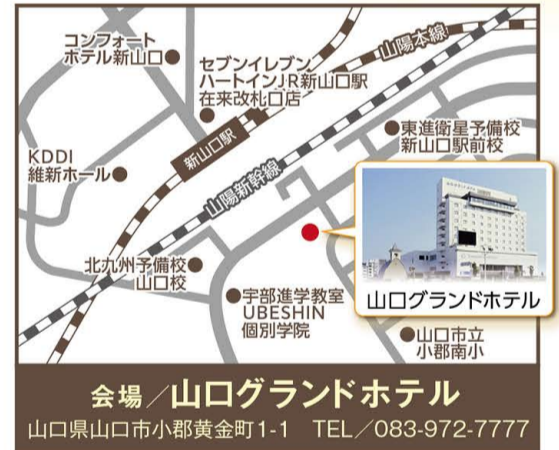 コンフォート
ホテル新山口
セブンイレブン
ハートインJR新山口駅
在来改札口店
山陽本線
新山口駅
東進衛星予備校
新山口駅前校
KDDI
維新ホール
山陽新幹線
山口グランドホテル
北九州予備校
山口校
宇部進学教室
UBESHIN
個別学院
山口市立
小郡南小
会場／山口グランドホテル
山口県山口市小郡黄金町1-1 TEL／083-972-7777